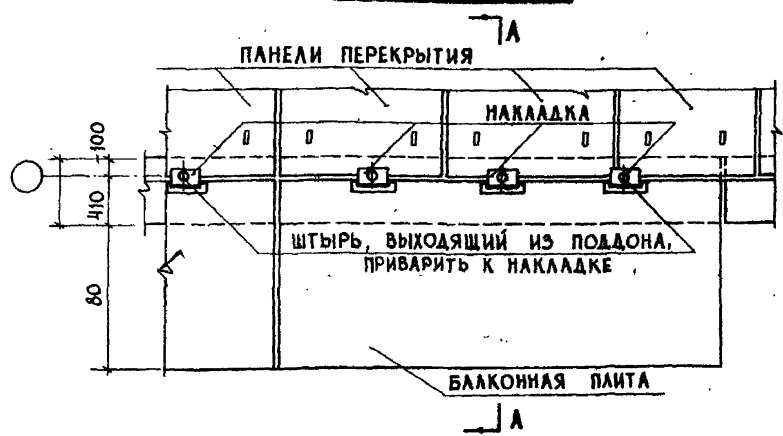 А
ПАНЕЛИ ПЕРЕКРЫТИЯ
НАКЛАДКА
100
410
80
ШТЫРЬ, ВЫХОДЯЩИЙ ИЗ ПОДДОНА,
ПРИВАРИТЬ К НАКЛАДКЕ
БАЛКОННАЯ ПЛИТА
А